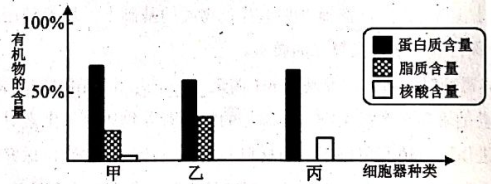 100%
有机物的含量
50%
蛋白质含量
脂质含量
核酸含量
甲
乙
丙
细胞器种类